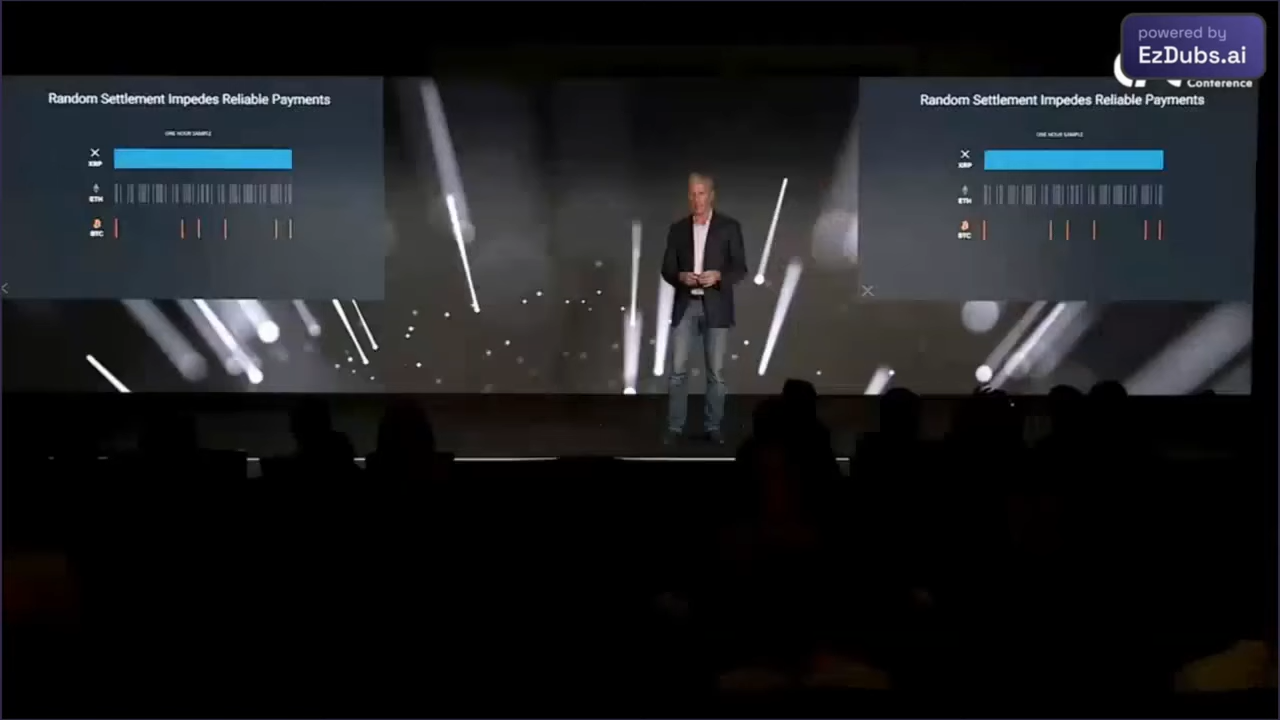 powered by
EzDubs.ai
Conference
Random Settlement Impedes Reliable Payments
ONE HOUR SAMPLE
XRP
ETH
BTC
Random Settlement Impedes Reliable Payments
ONE HOUR SAMPLE
XRP
ETH
BTC